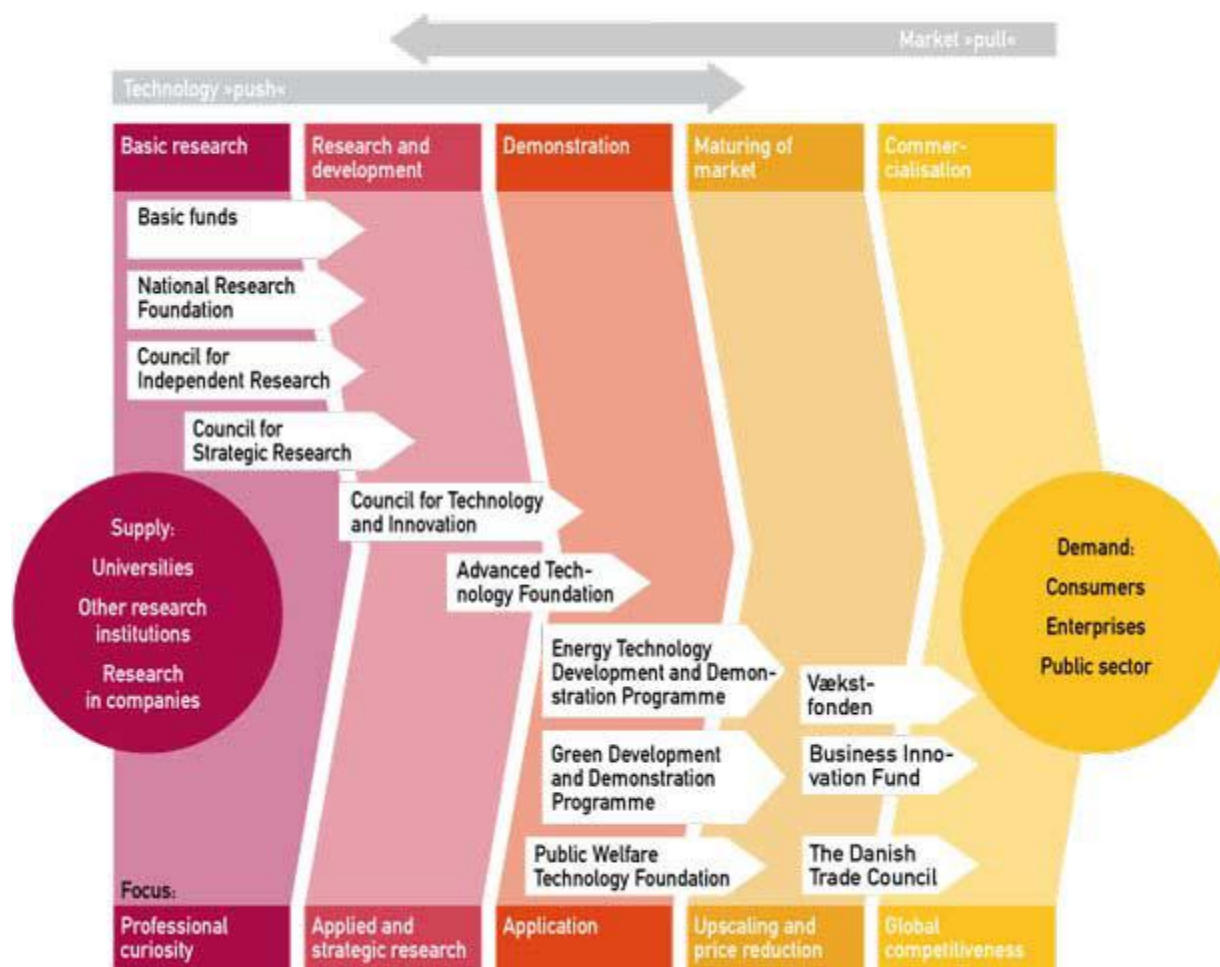 Market »pull«
Technology »push«
Basic research
Research and
development
Demonstration
Maturing of
market
Commer-
cialisation
Basic funds
National Research
Foundation
Council for
Independent Research
Council for
Strategic Research
Council for Technology
and Innovation
Advanced Tech-
nology Foundation
Energy Technology
Development and Demon-
stration Programme
Vækst-
fonden
Green Development
and Demonstration
Programme
Business Inno-
vation Fund
Public Welfare
Technology Foundation
The Danish
Trade Council
Supply:
Universities
Other research
institutions
Research
in companies
Demand:
Consumers
Enterprises
Public sector
Focus:
Professional
curiosity
Applied and
strategic research
Application
Upscaling and
price reduction
Global
competitiveness